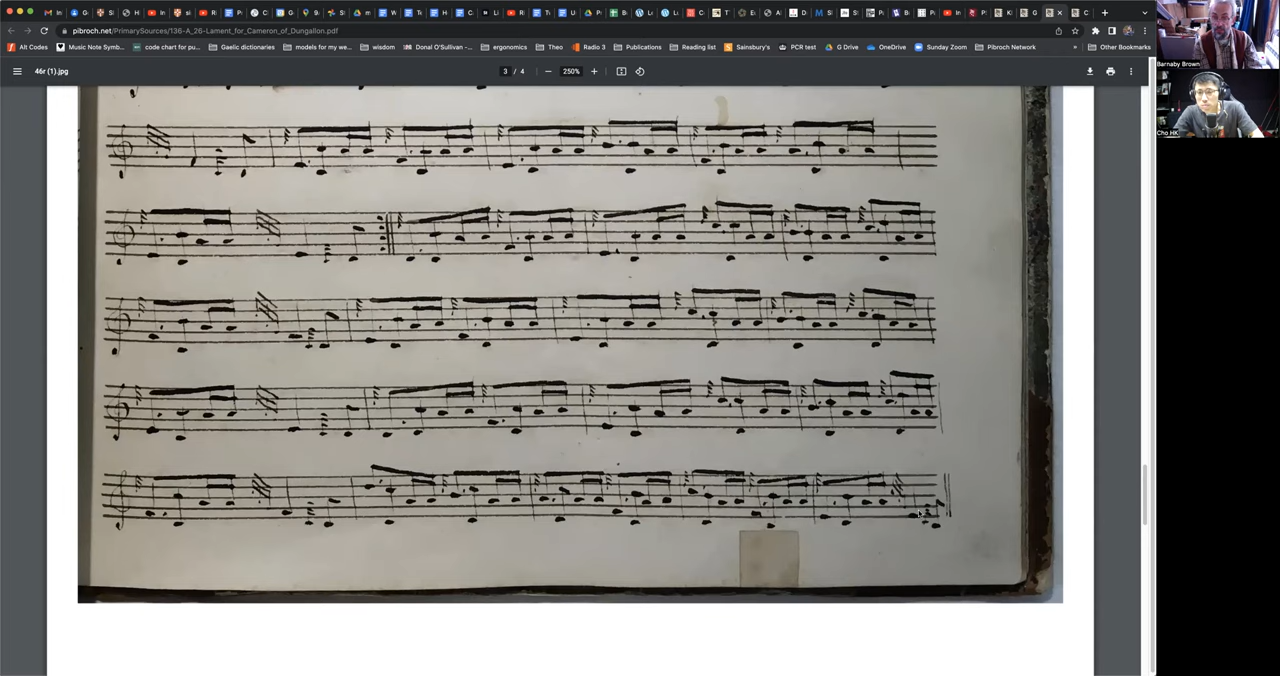 pibroch.net/PrimarySources/136-A_26-Lament_for_Cameron_of_Dungallon.pdf
Alt Codes
Music Note Symb...
code chart for pu...
Gaelic dictionaries
models for my we...
wisdom
Donal O'Sullivan -...
ergonomics
Theo
Radio 3
Publications
Reading list
Sainsbury's
PCR test
G Drive
OneDrive
Sunday Zoom
Pibroch Network
»
Other Bookmarks
46r (1).jpg
3 / 4
250%
Barnaby Brown
Cho HK